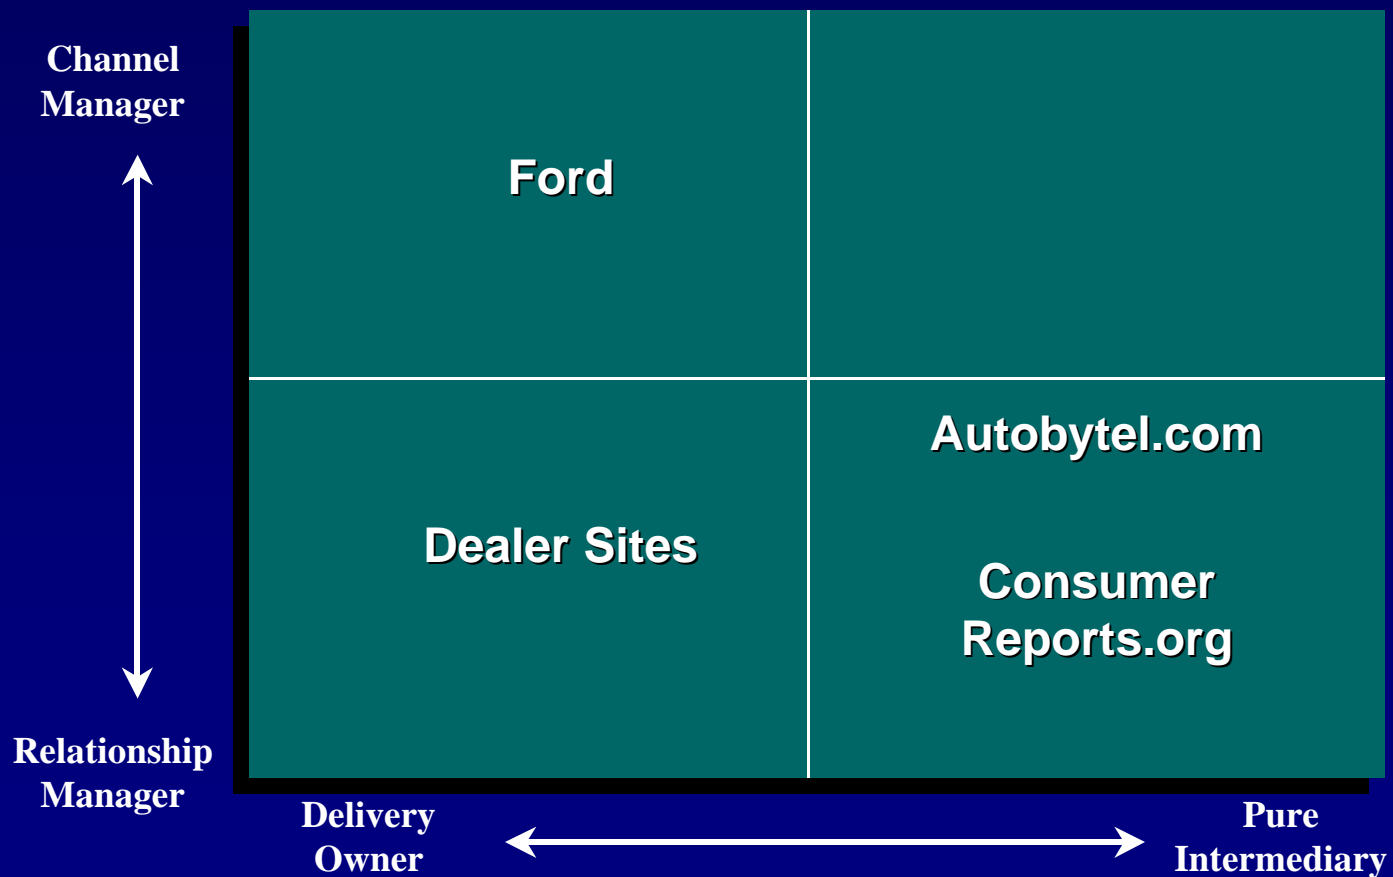 Channel
Manager
Ford
Autobytel.com
Dealer Sites
Consumer
Reports.org
Relationship
Manager
Delivery
Owner
Pure
Intermediary